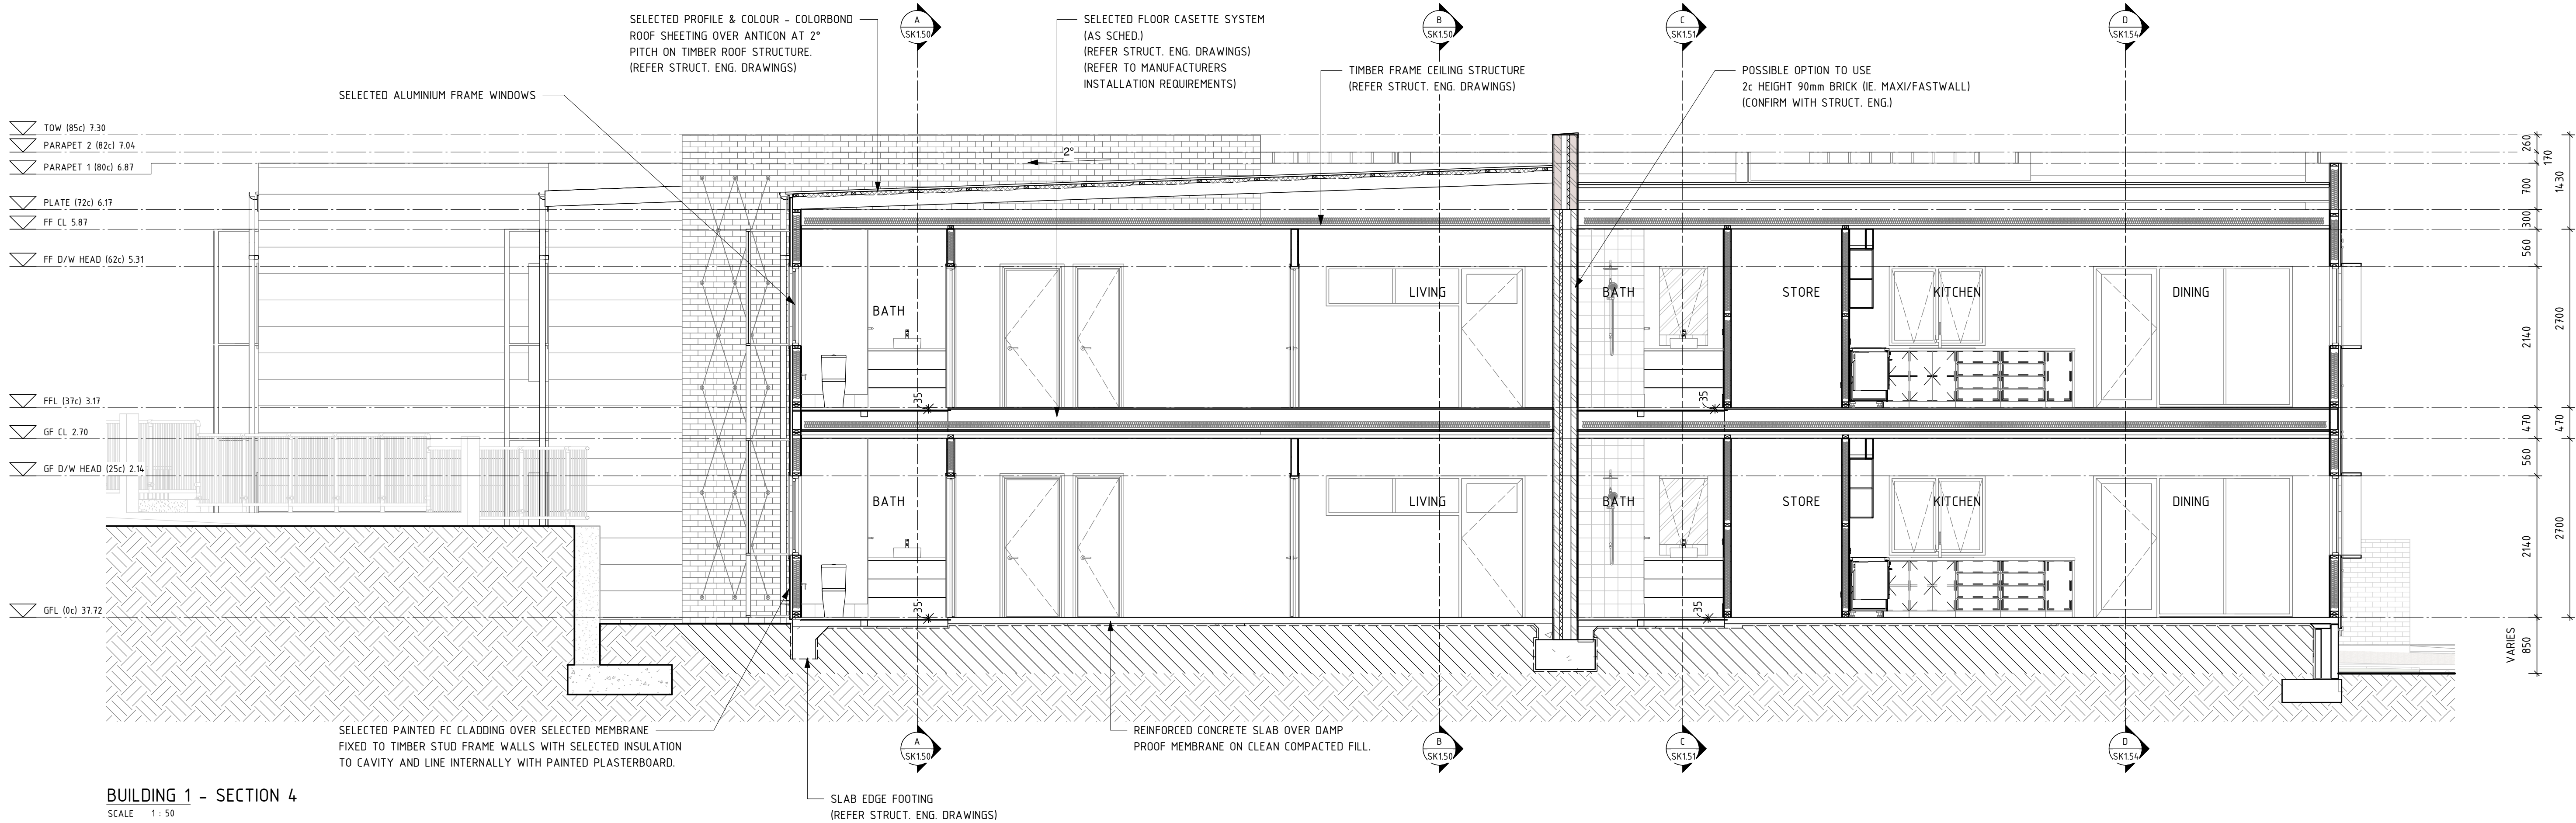 SELECTED PROFILE & COLOUR - COLORBOND
ROOF SHEETING OVER ANTICON AT 2°
PITCH ON TIMBER ROOF STRUCTURE.
(REFER STRUCT. ENG. DRAWINGS)
A
SK1.50
SELECTED FLOOR CASETTE SYSTEM
(AS SCHED.)
(REFER STRUCT. ENG. DRAWINGS)
(REFER TO MANUFACTURERS
INSTALLATION REQUIREMENTS)
B
SK1.50
C
SK1.51
D
SK1.54
TIMBER FRAME CEILING STRUCTURE
(REFER STRUCT. ENG. DRAWINGS)
POSSIBLE OPTION TO USE
2c HEIGHT 90mm BRICK (IE. MAXI/FASTWALL)
(CONFIRM WITH STRUCT. ENG.)
SELECTED ALUMINIUM FRAME WINDOWS
TOW (85c) 7.30
PARAPET 2 (82c) 7.04
PARAPET 1 (80c) 6.87
PLATE (72c) 6.17
FF CL 5.87
FF D/W HEAD (62c) 5.31
FFL (37c) 3.17
GF CL 2.70
GF D/W HEAD (25c) 2.14
GFL (0c) 37.72
2°
BATH
LIVING
BATH
STORE
KITCHEN
DINING
35
35
BATH
LIVING
BATH
STORE
KITCHEN
DINING
35
35
260
170
700
1430
300
560
2140
2700
470
470
560
2140
2700
VARIES
850
SELECTED PAINTED FC CLADDING OVER SELECTED MEMBRANE
FIXED TO TIMBER STUD FRAME WALLS WITH SELECTED INSULATION
TO CAVITY AND LINE INTERNALLY WITH PAINTED PLASTERBOARD.
A
SK1.50
REINFORCED CONCRETE SLAB OVER DAMP
PROOF MEMBRANE ON CLEAN COMPACTED FILL.
B
SK1.50
C
SK1.51
D
SK1.54
SLAB EDGE FOOTING
(REFER STRUCT. ENG. DRAWINGS)
BUILDING 1 - SECTION 4
SCALE 1 : 50